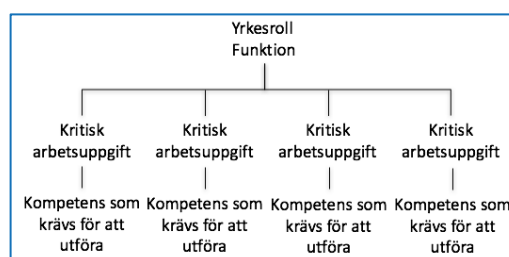 Yrkesroll
Funktion
Kritisk
arbetsuppgift
Kritisk
arbetsuppgift
Kritisk
arbetsuppgift
Kritisk
arbetsuppgift
Kompetens som
krävs för att
utföra
Kompetens som
krävs för att
utföra
Kompetens som
krävs för att
utföra
Kompetens som
krävs för att
utföra